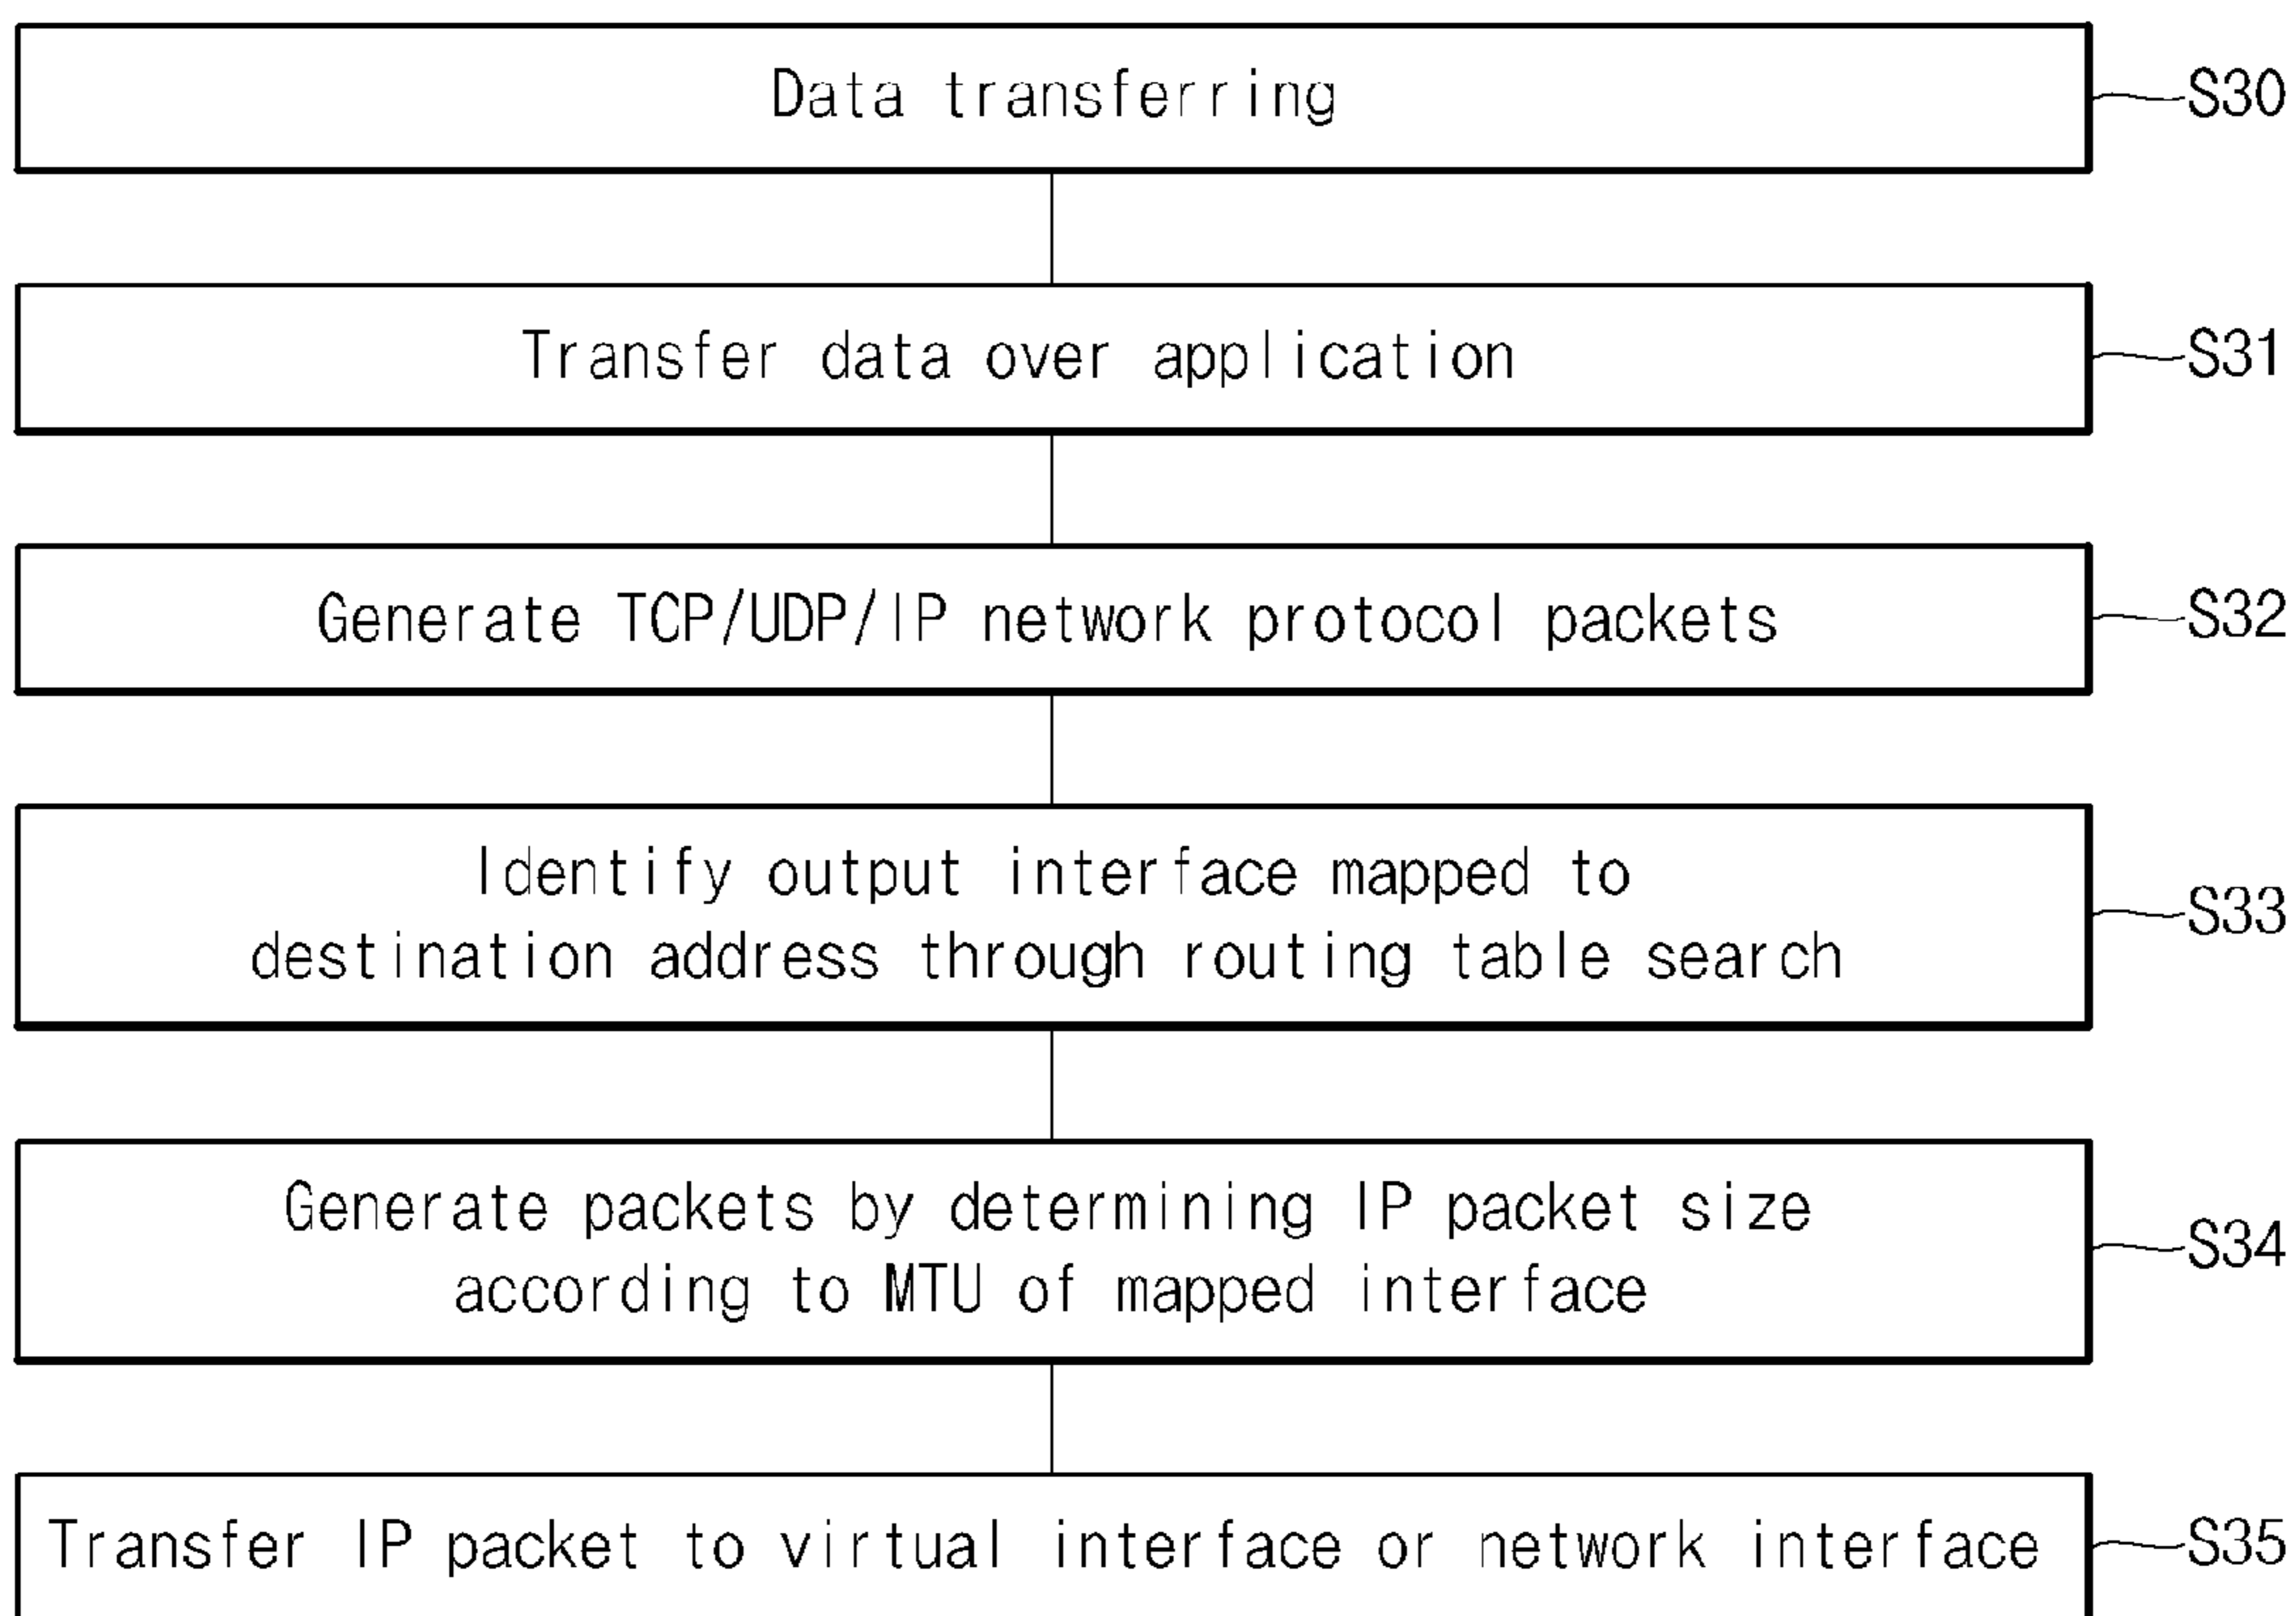 Data transferring
S30
Transfer data over application
S31
Generate TCP/UDP/IP network protocol packets
S32
Identify output interface mapped to
destination address through routing table search
S33
Generate packets by determining IP packet size
according to MTU of mapped interface
S34
Transfer IP packet to virtual interface or network interface
S35